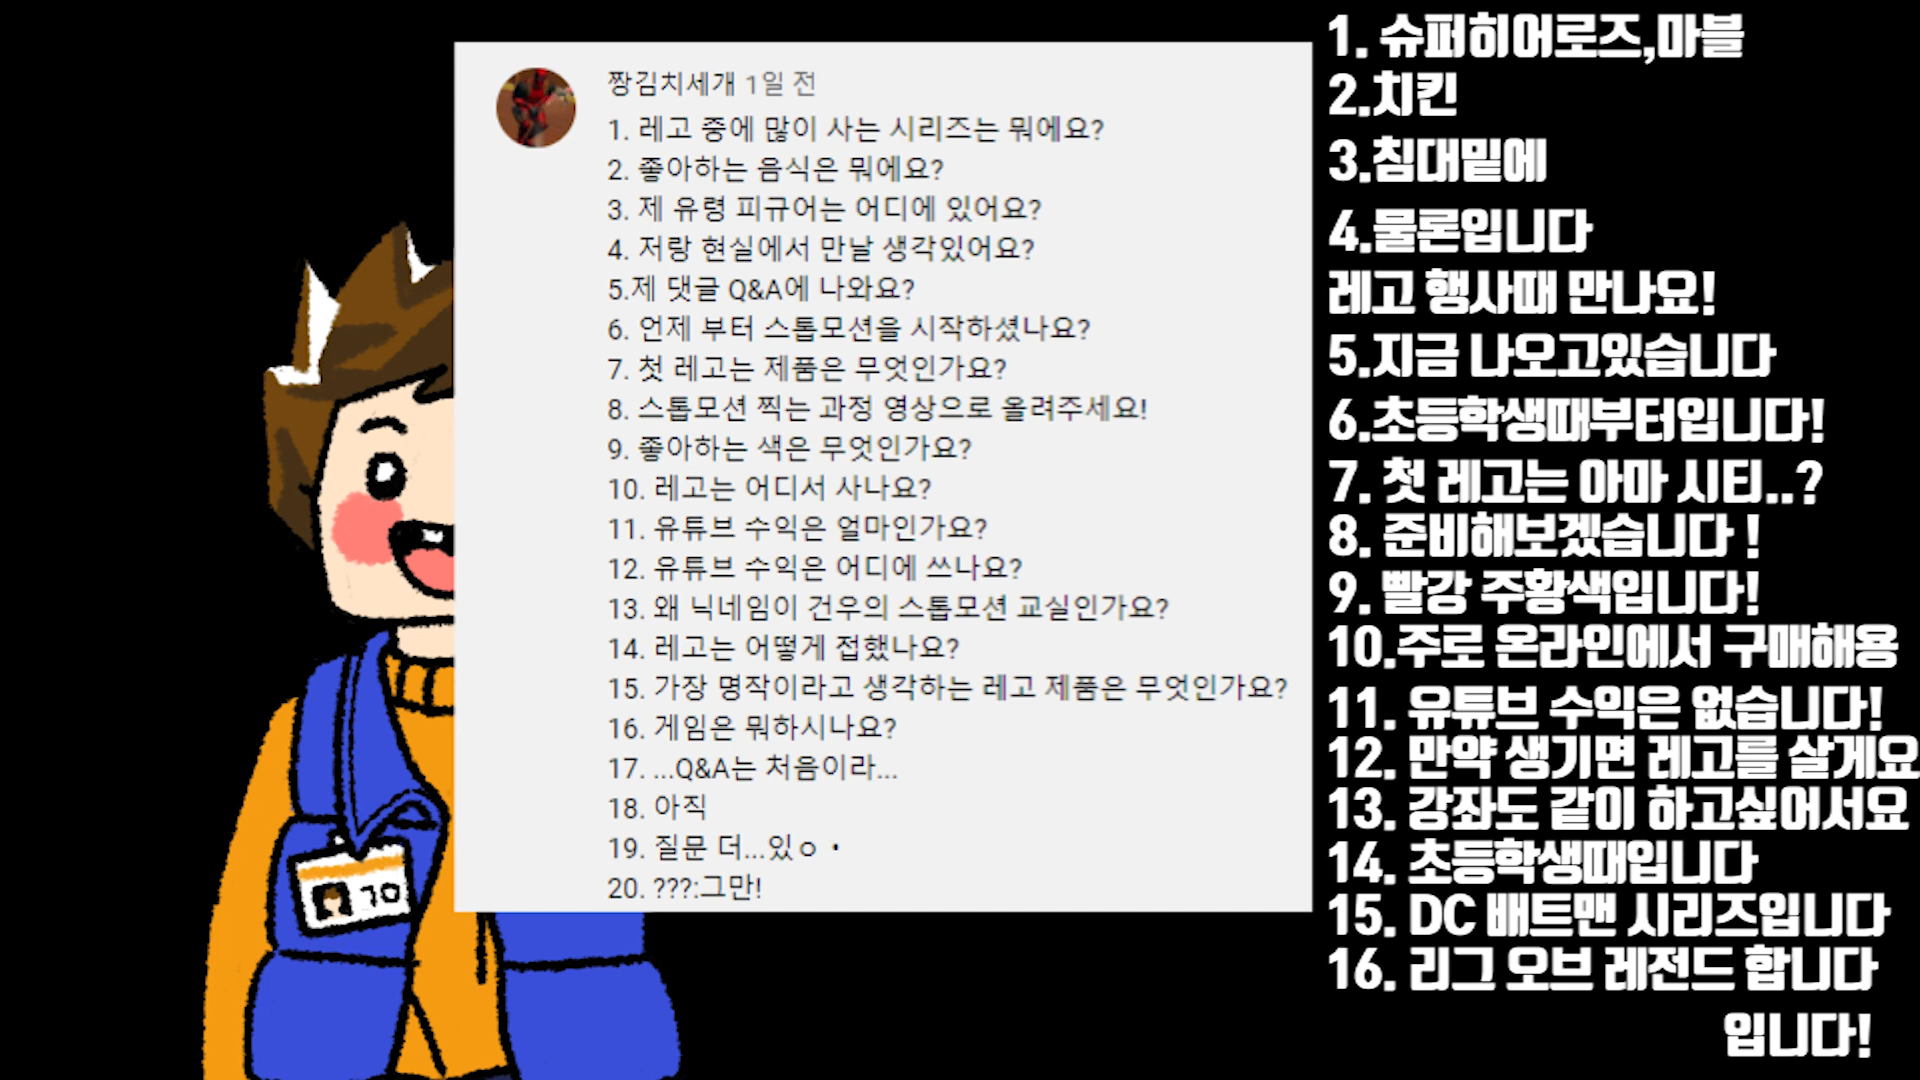 짱김치세개 1일 전
1. 레고 중에 많이 사는 시리즈는 뭐에요?
2. 좋아하는 음식은 뭐에요?
3. 제 유령 피규어는 어디에 있어요?
4. 저랑 현실에서 만날 생각있어요?
5.제 댓글 Q&A에 나와요?
6. 언제 부터 스톱모션을 시작하셨나요?
7. 첫 레고는 제품은 무엇인가요?
8. 스톱모션 찍는 과정 영상으로 올려주세요!
9. 좋아하는 색은 무엇인가요?
10. 레고는 어디서 사나요?
11. 유튜브 수익은 얼마인가요?
12. 유튜브 수익은 어디에 쓰나요?
13. 왜 닉네임이 건우의 스톱모션 교실인가요?
14. 레고는 어떻게 접했나요?
15. 가장 명작이라고 생각하는 레고 제품은 무엇인가요?
16. 게임은 뭐하시나요?
17. ...Q&A는 처음이라...
18. 아직
19. 질문 더...있ㅇ·
20. ???:그만!
1. 슈퍼히어로즈,마블
2.치킨
3.침대밑에
4.물론입니다
레고 행사때 만나요!
5.지금 나오고있습니다
6.초등학생때부터입니다!
7. 첫 레고는 아마 시티..?
8. 준비해보겠습니다 !
9. 빨강 주황색입니다!
10.주로 온라인에서 구매해용
11. 유튜브 수익은 없습니다!
12. 만약 생기면 레고를 살게요
13. 강좌도 같이 하고싶어서요
14. 초등학생때입니다
15. DC 배트맨 시리즈입니다
16. 리그 오브 레전드 합니다
입니다!